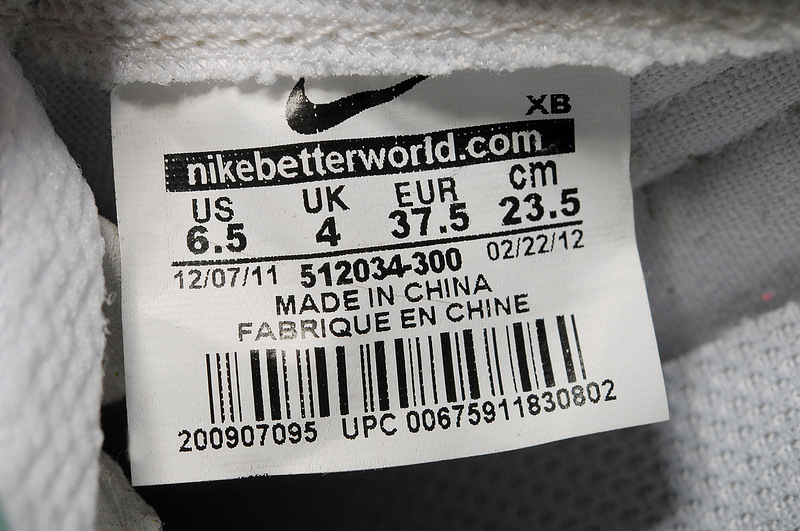 XB
nikebetterworld.com
US UK EUR cm
6.5 4 37.5 23.5
12/07/11 512034-300 02/22/12
MADE IN CHINA
FABRIQUE EN CHINE
200907095 UPC 00675911830802